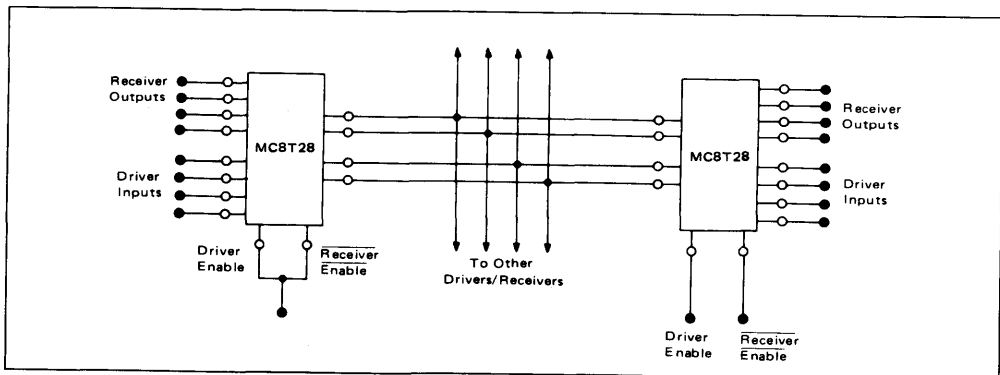 Receiver
Outputs
MC8T28
Driver
Inputs
Driver
Enable
Receiver
Enable
To Other
Drivers/Receivers
MC8T28
Receiver
Outputs
Driver
Inputs
Driver
Enable
Receiver
Enable